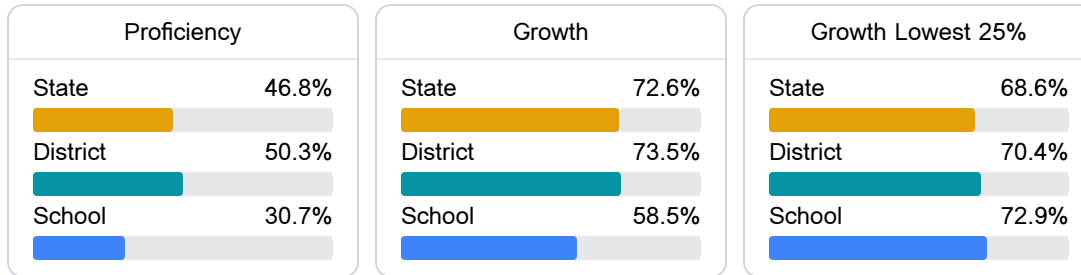 Proficiency
State 46.8%
District 50.3%
School 30.7%
Growth
State 72.6%
District 73.5%
School 58.5%
Growth Lowest 25%
State 68.6%
District 70.4%
School 72.9%